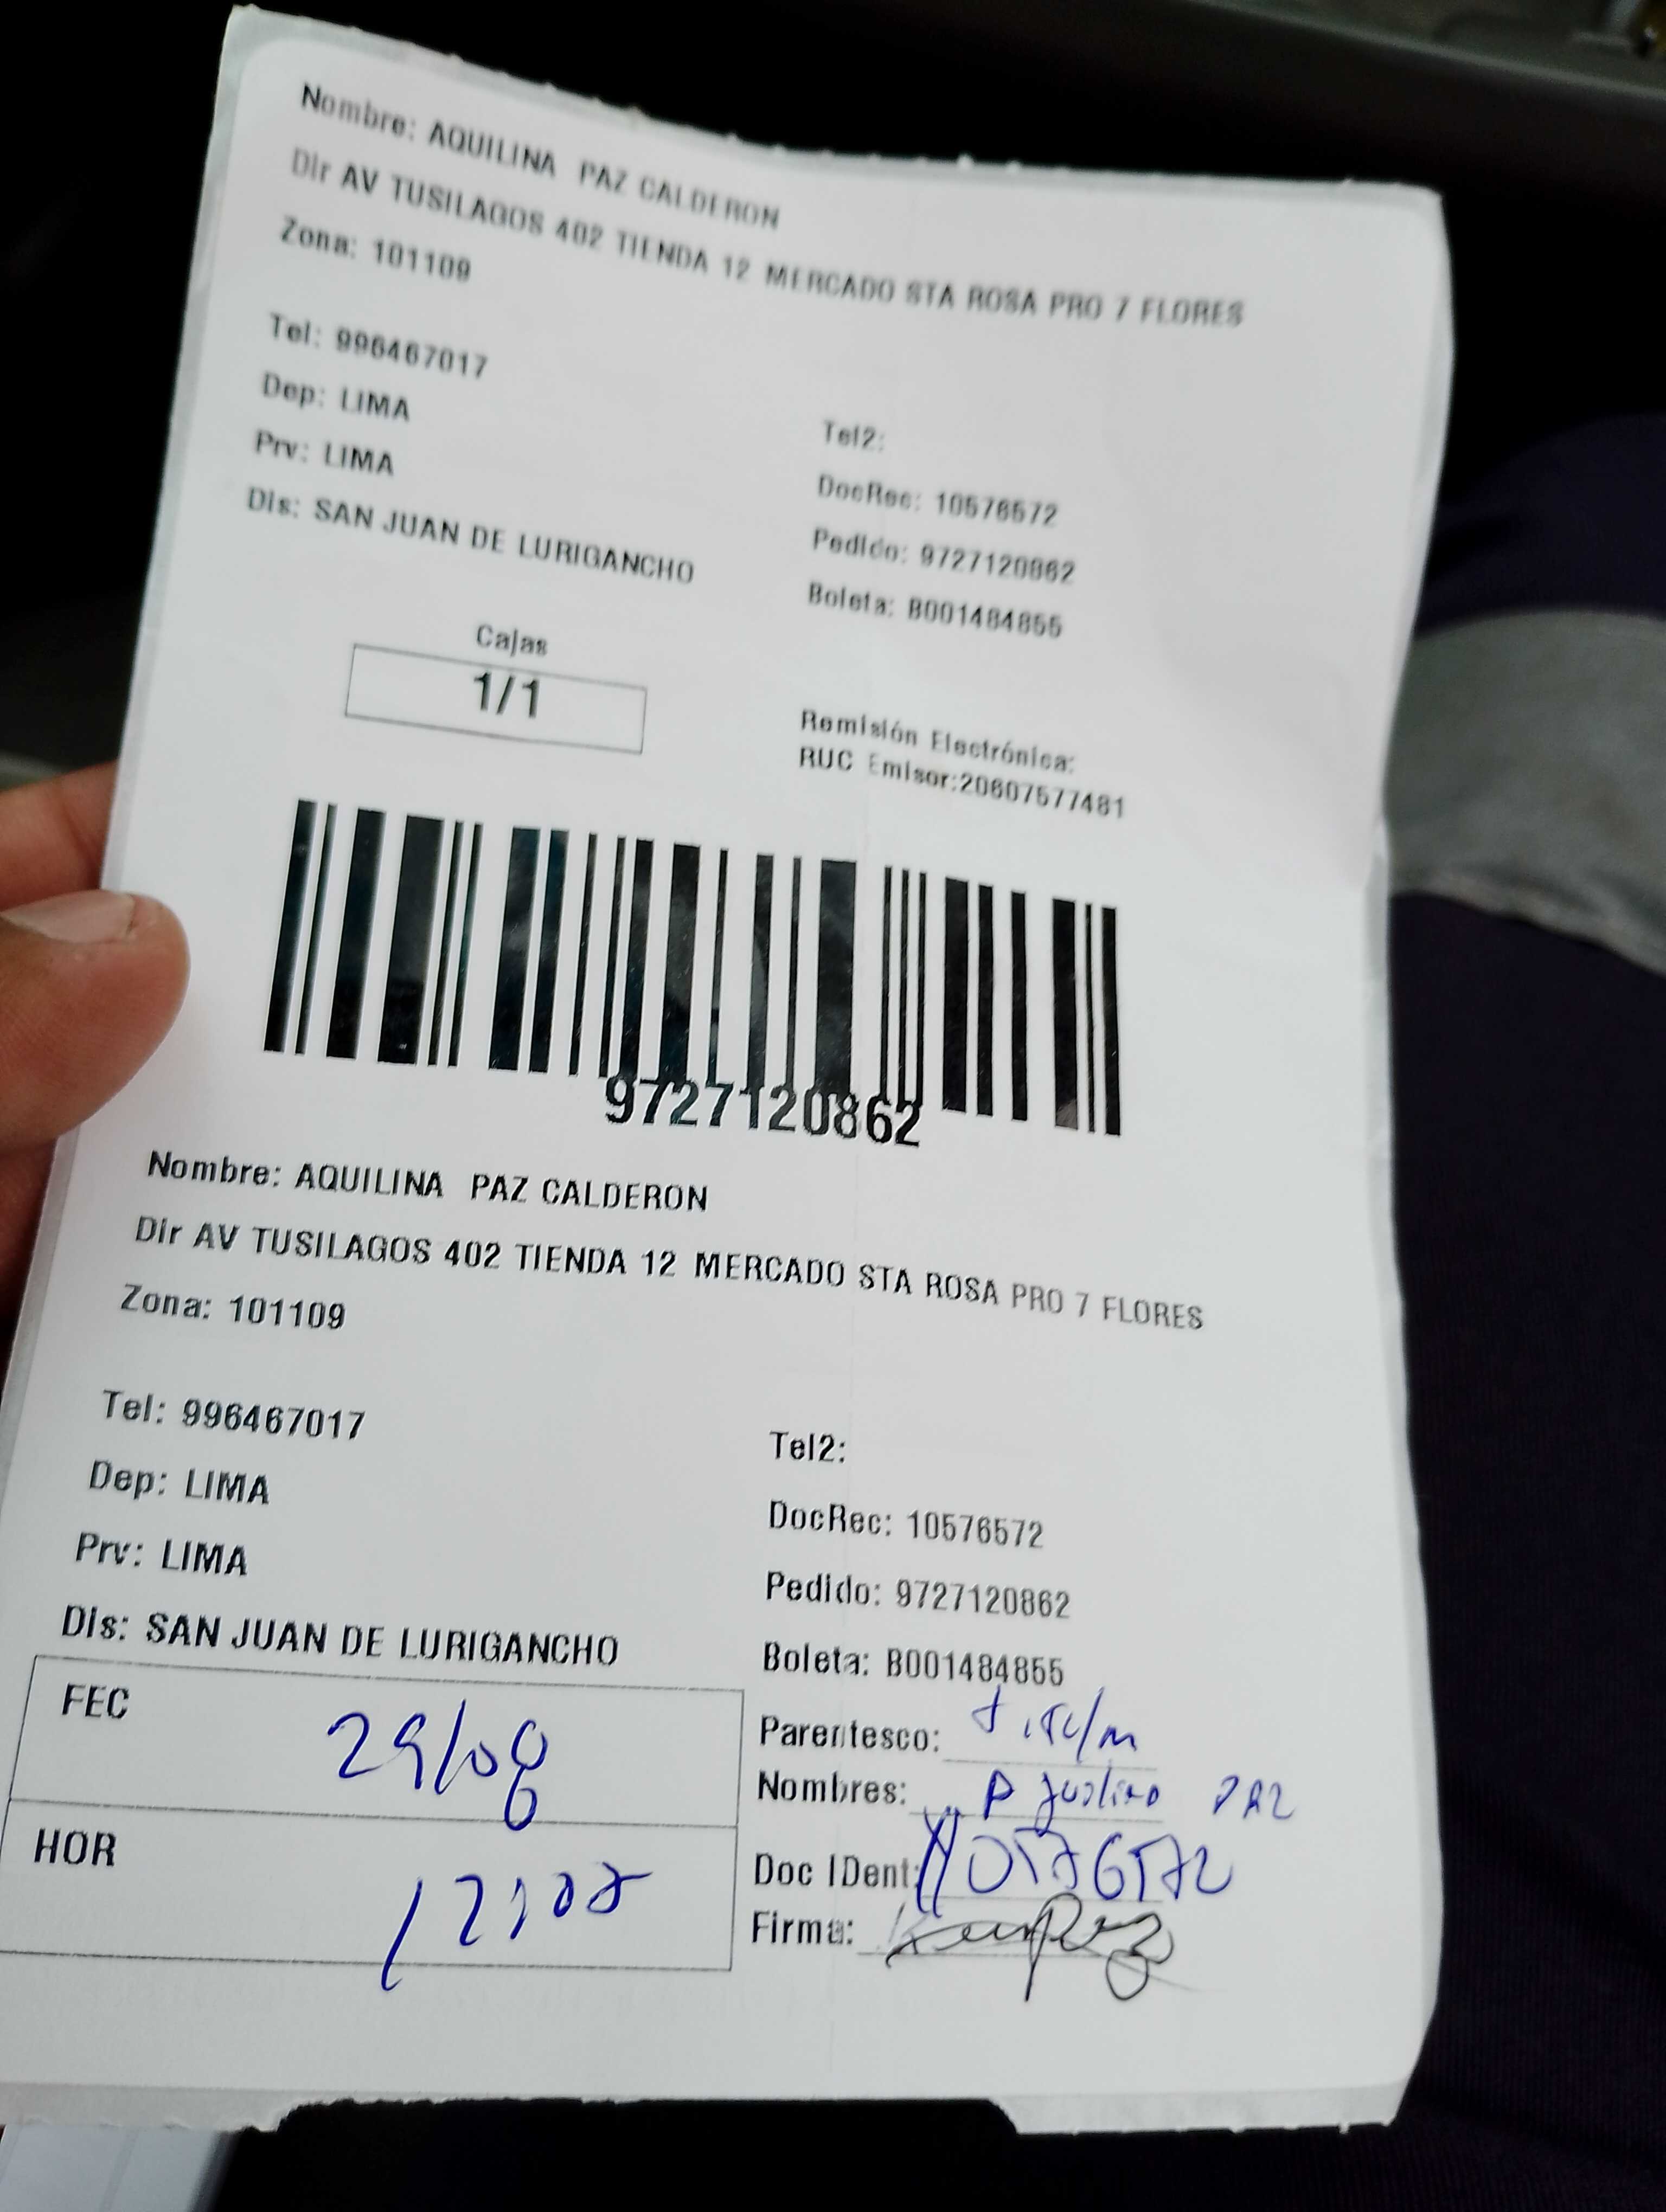 Nombre: AQUILINA PAZ CALDERON
Dir AV TUSILAGOS 402 TIENDA 12 MERCADO STA ROSA PRO 7 FLORES
Zona: 101109
Tel: 996467017
Dep: LIMA
Prv: LIMA
Dis: SAN JUAN DE LURIGANCHO
Tel2:
DocRec: 10576572
Pedido: 9727120862
Boleta: B001484855
Cajas
1/1
Remisión Electrónica:
RUC Emisor:20607577481
9727120862
Nombre: AQUILINA PAZ CALDERON
Dir AV TUSILAGOS 402 TIENDA 12 MERCADO STA ROSA PRO 7 FLORES
Zona: 101109
Tel: 996467017
Dep: LIMA
Prv: LIMA
Dis: SAN JUAN DE LURIGANCHO
Tel2:
DocRec: 10576572
Pedido: 9727120862
Boleta: B001484855
FEC 29/08
HOR
Parentesco:
Nombres: PAZ
Doc IDent: 10576572
Firma: